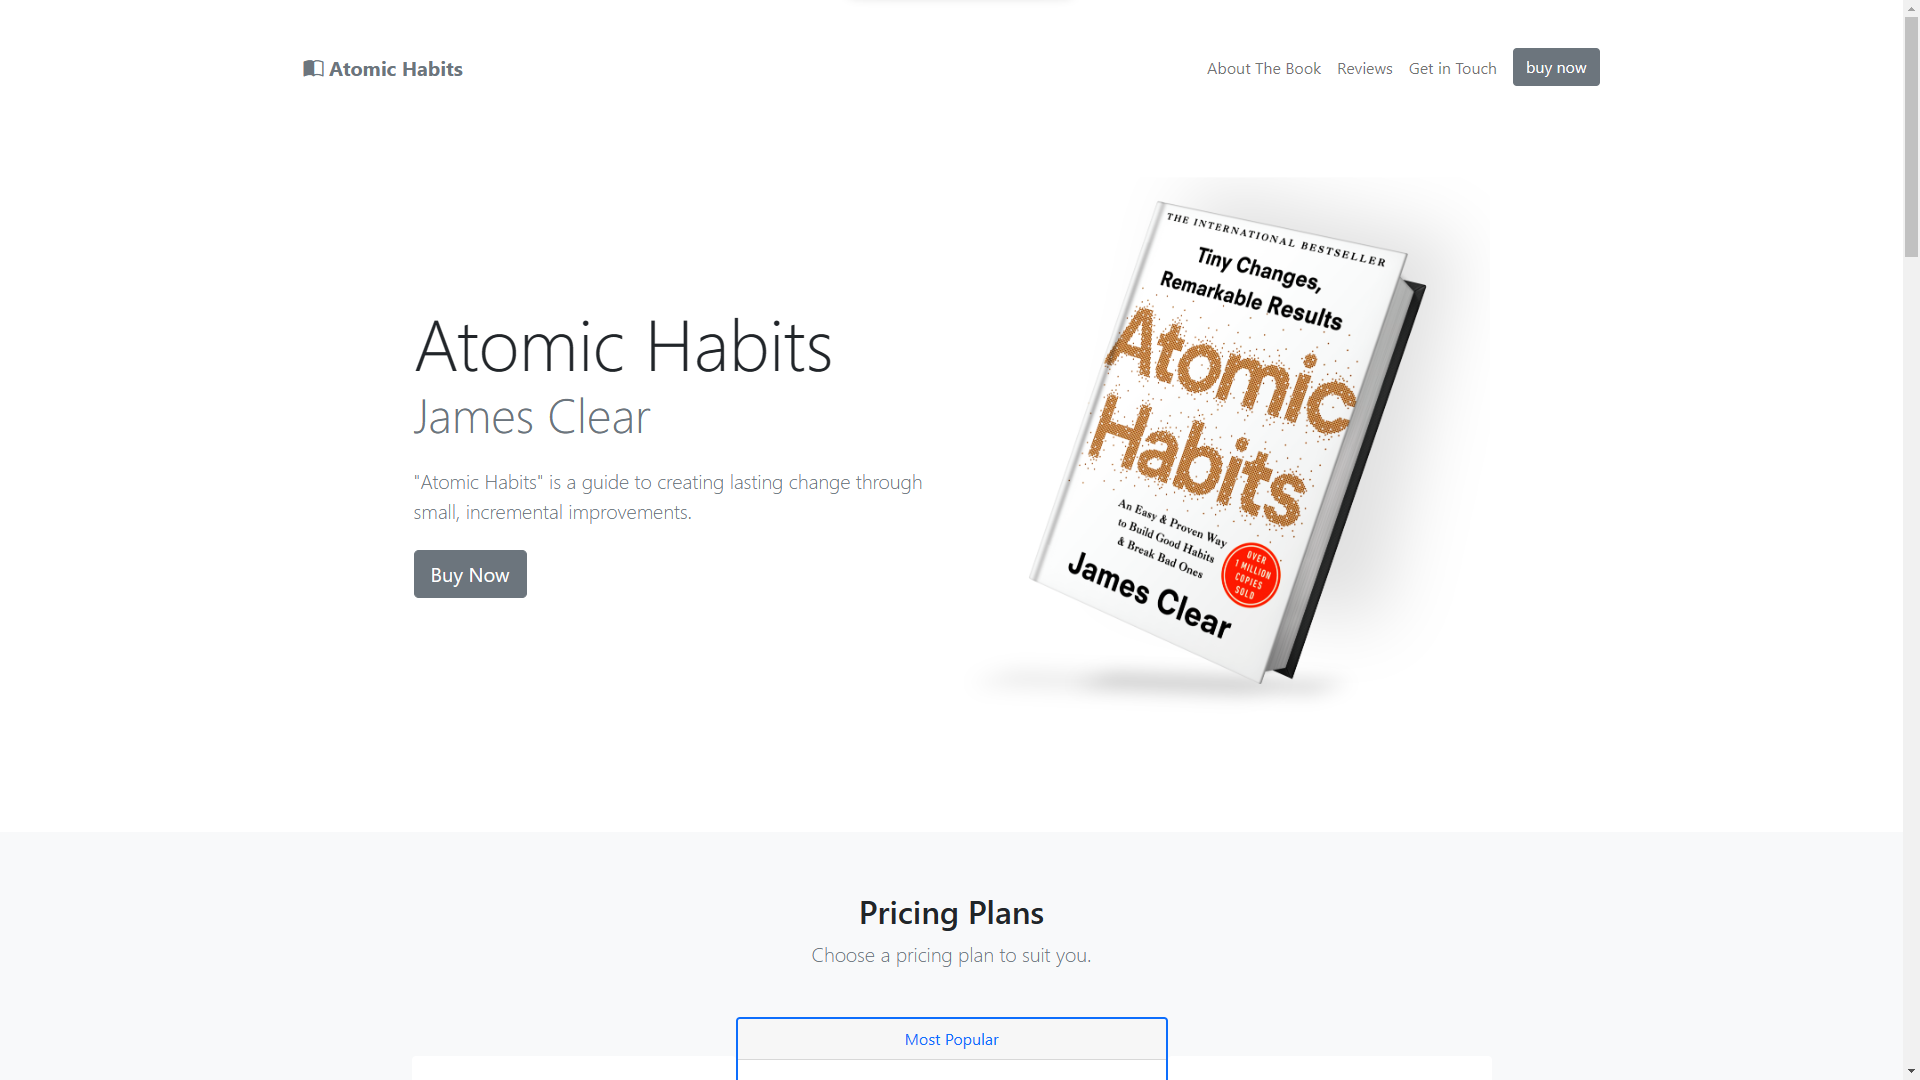 Atomic Habits
About The Book
Reviews
Get in Touch
buy now
Atomic Habits
James Clear
"Atomic Habits" is a guide to creating lasting change through
small, incremental improvements.
Buy Now
THE INTERNATIONAL BESTSELLER
Tiny Changes,
Remarkable Results
Atomic
Habits
An Easy & Proven Way
to Build Good Habits
& Break Bad Ones
James Clear
OVER
1 MILLION
COPIES
SOLD
Pricing Plans
Choose a pricing plan to suit you.
Most Popular